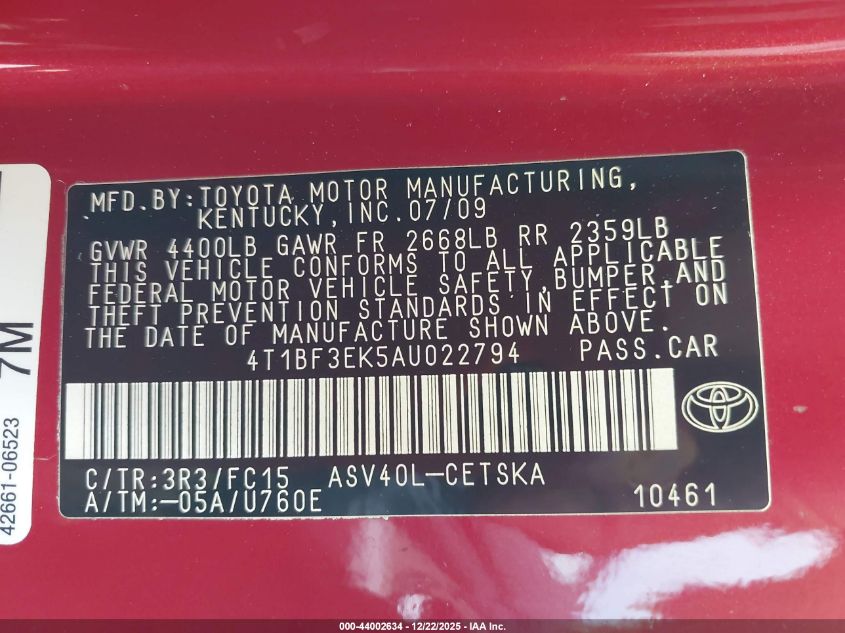 MFD.BY:TOYOTA MOTOR MANUFACTURING,
KENTUCKY,INC.07/09
GVWR 4400LB GAWR FR 2668LB RR 2359LB
THIS VEHICLE CONFORMS TO ALL APPLICABLE
FEDERAL MOTOR VEHICLE SAFETY,BUMPER,AND
THEFT PREVENTION STANDARDS IN EFFECT ON
THE DATE OF MANUFACTURE SHOWN ABOVE.
4T1BF3EK5AU022794 PASS.CAR
C/TR:3R3/FC15 ASV40L-CETSKA
A/TM:-05A/U760E 10461
7M
42661-06523
000-44002634 - 12/22/2025 - IAA Inc.